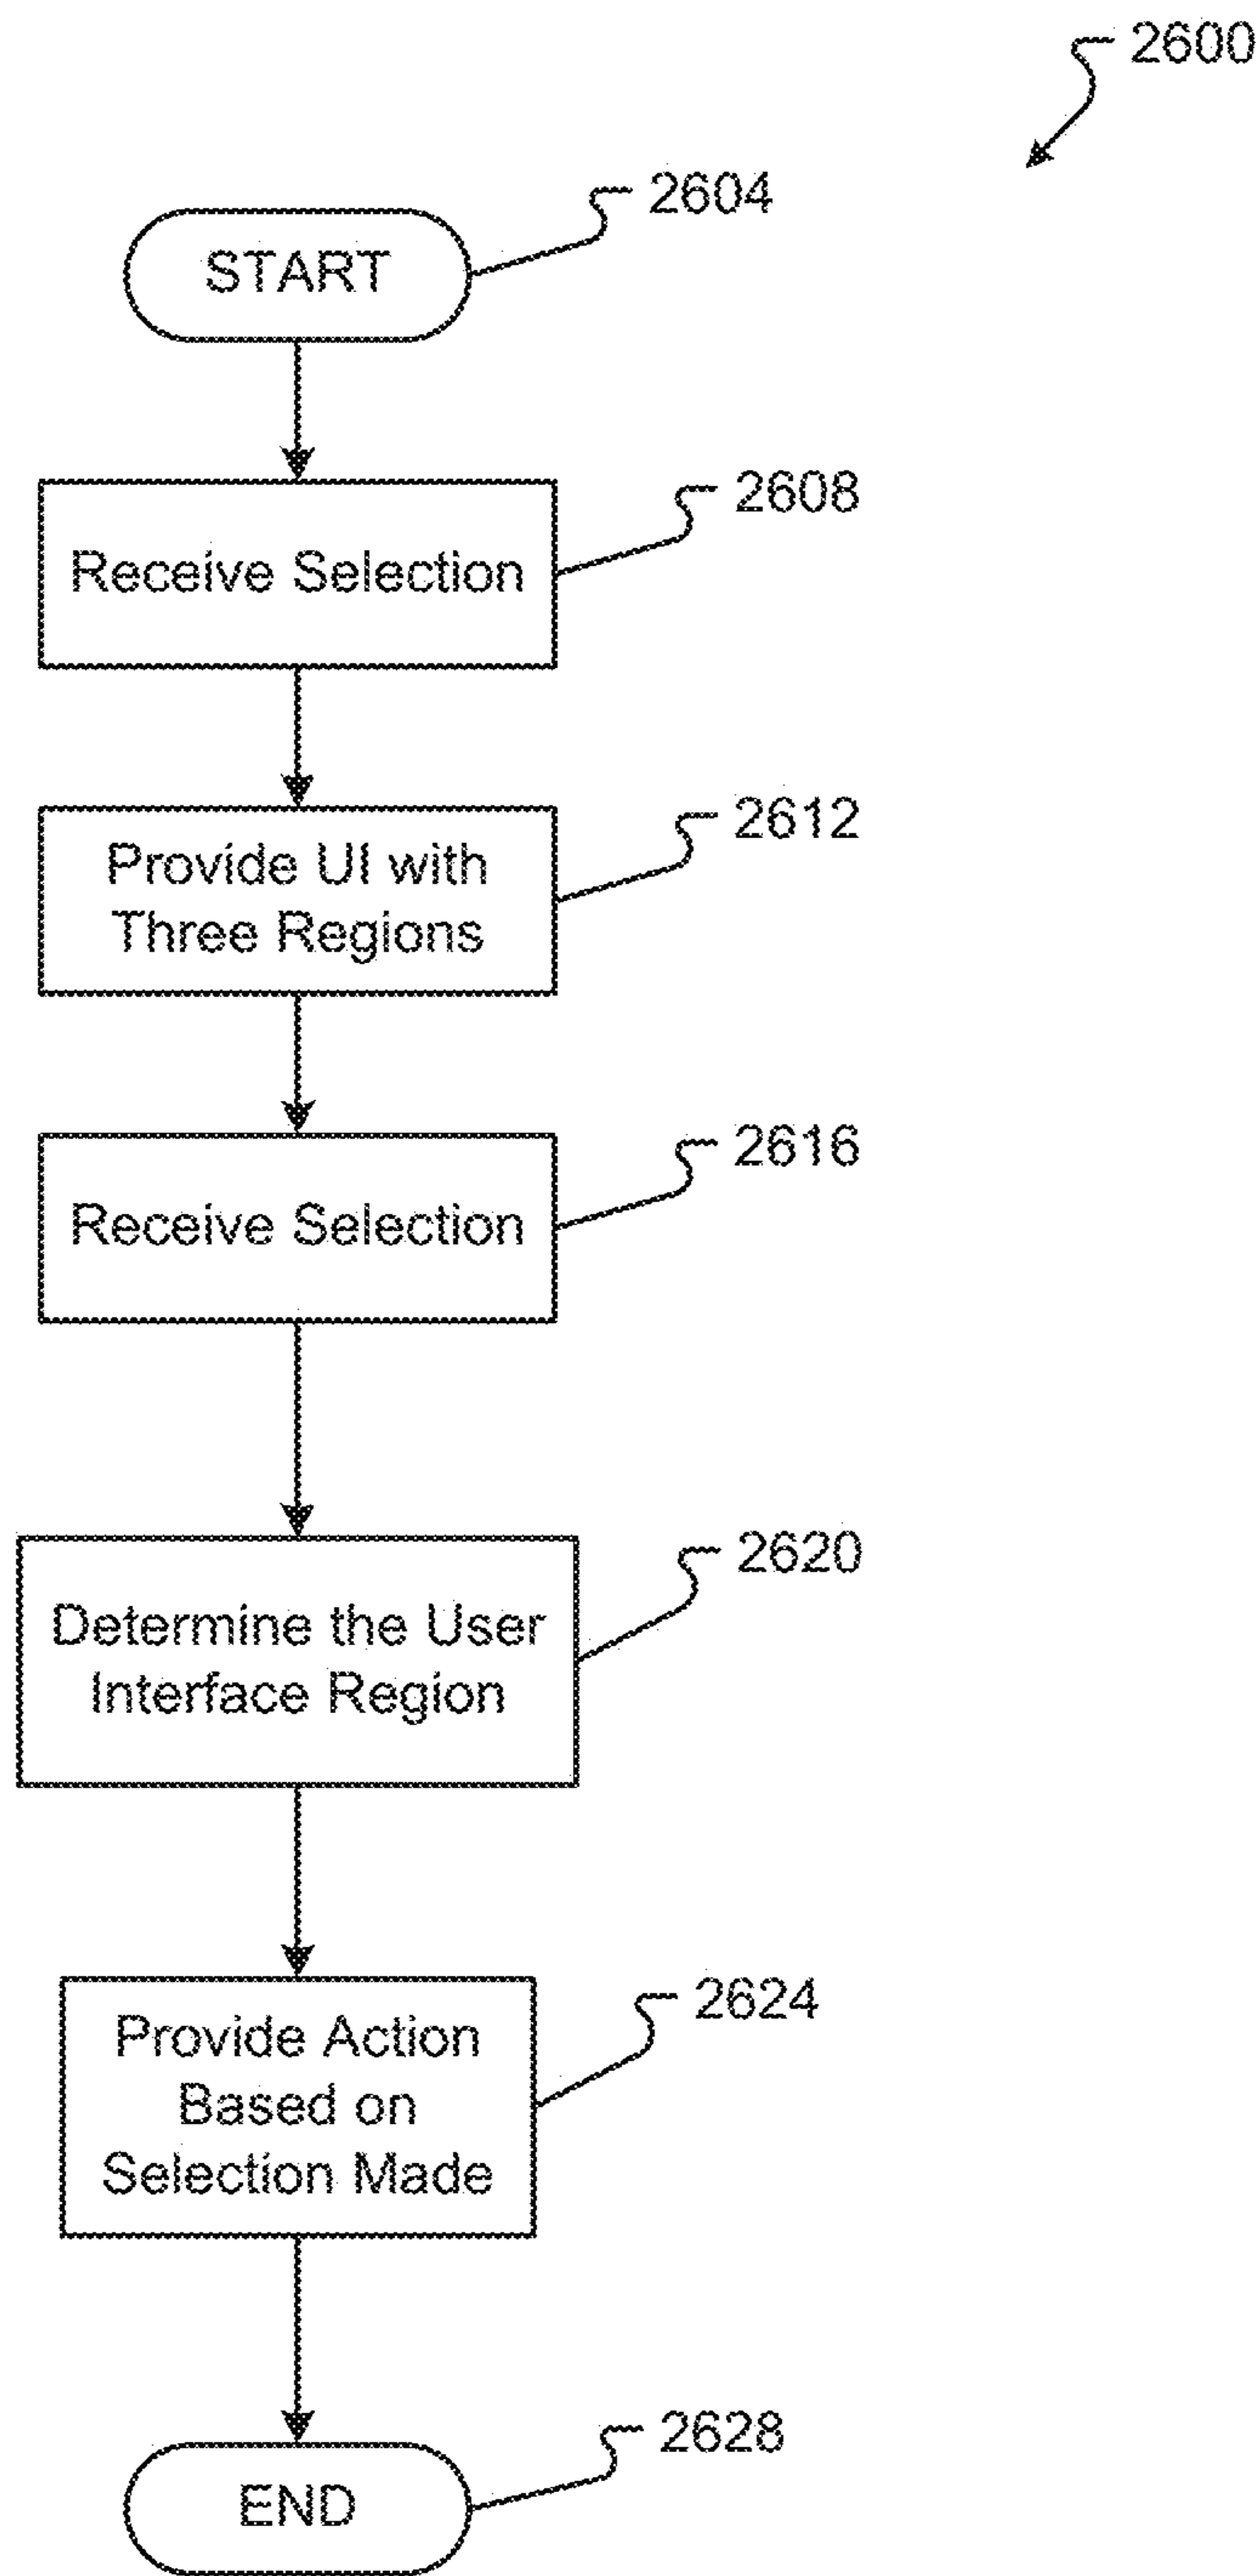 2600
2604
START
2608
Receive Selection
2612
Provide UI with
Three Regions
2616
Receive Selection
2620
Determine the User
Interface Region
2624
Provide Action
Based on
Selection Made
2628
END